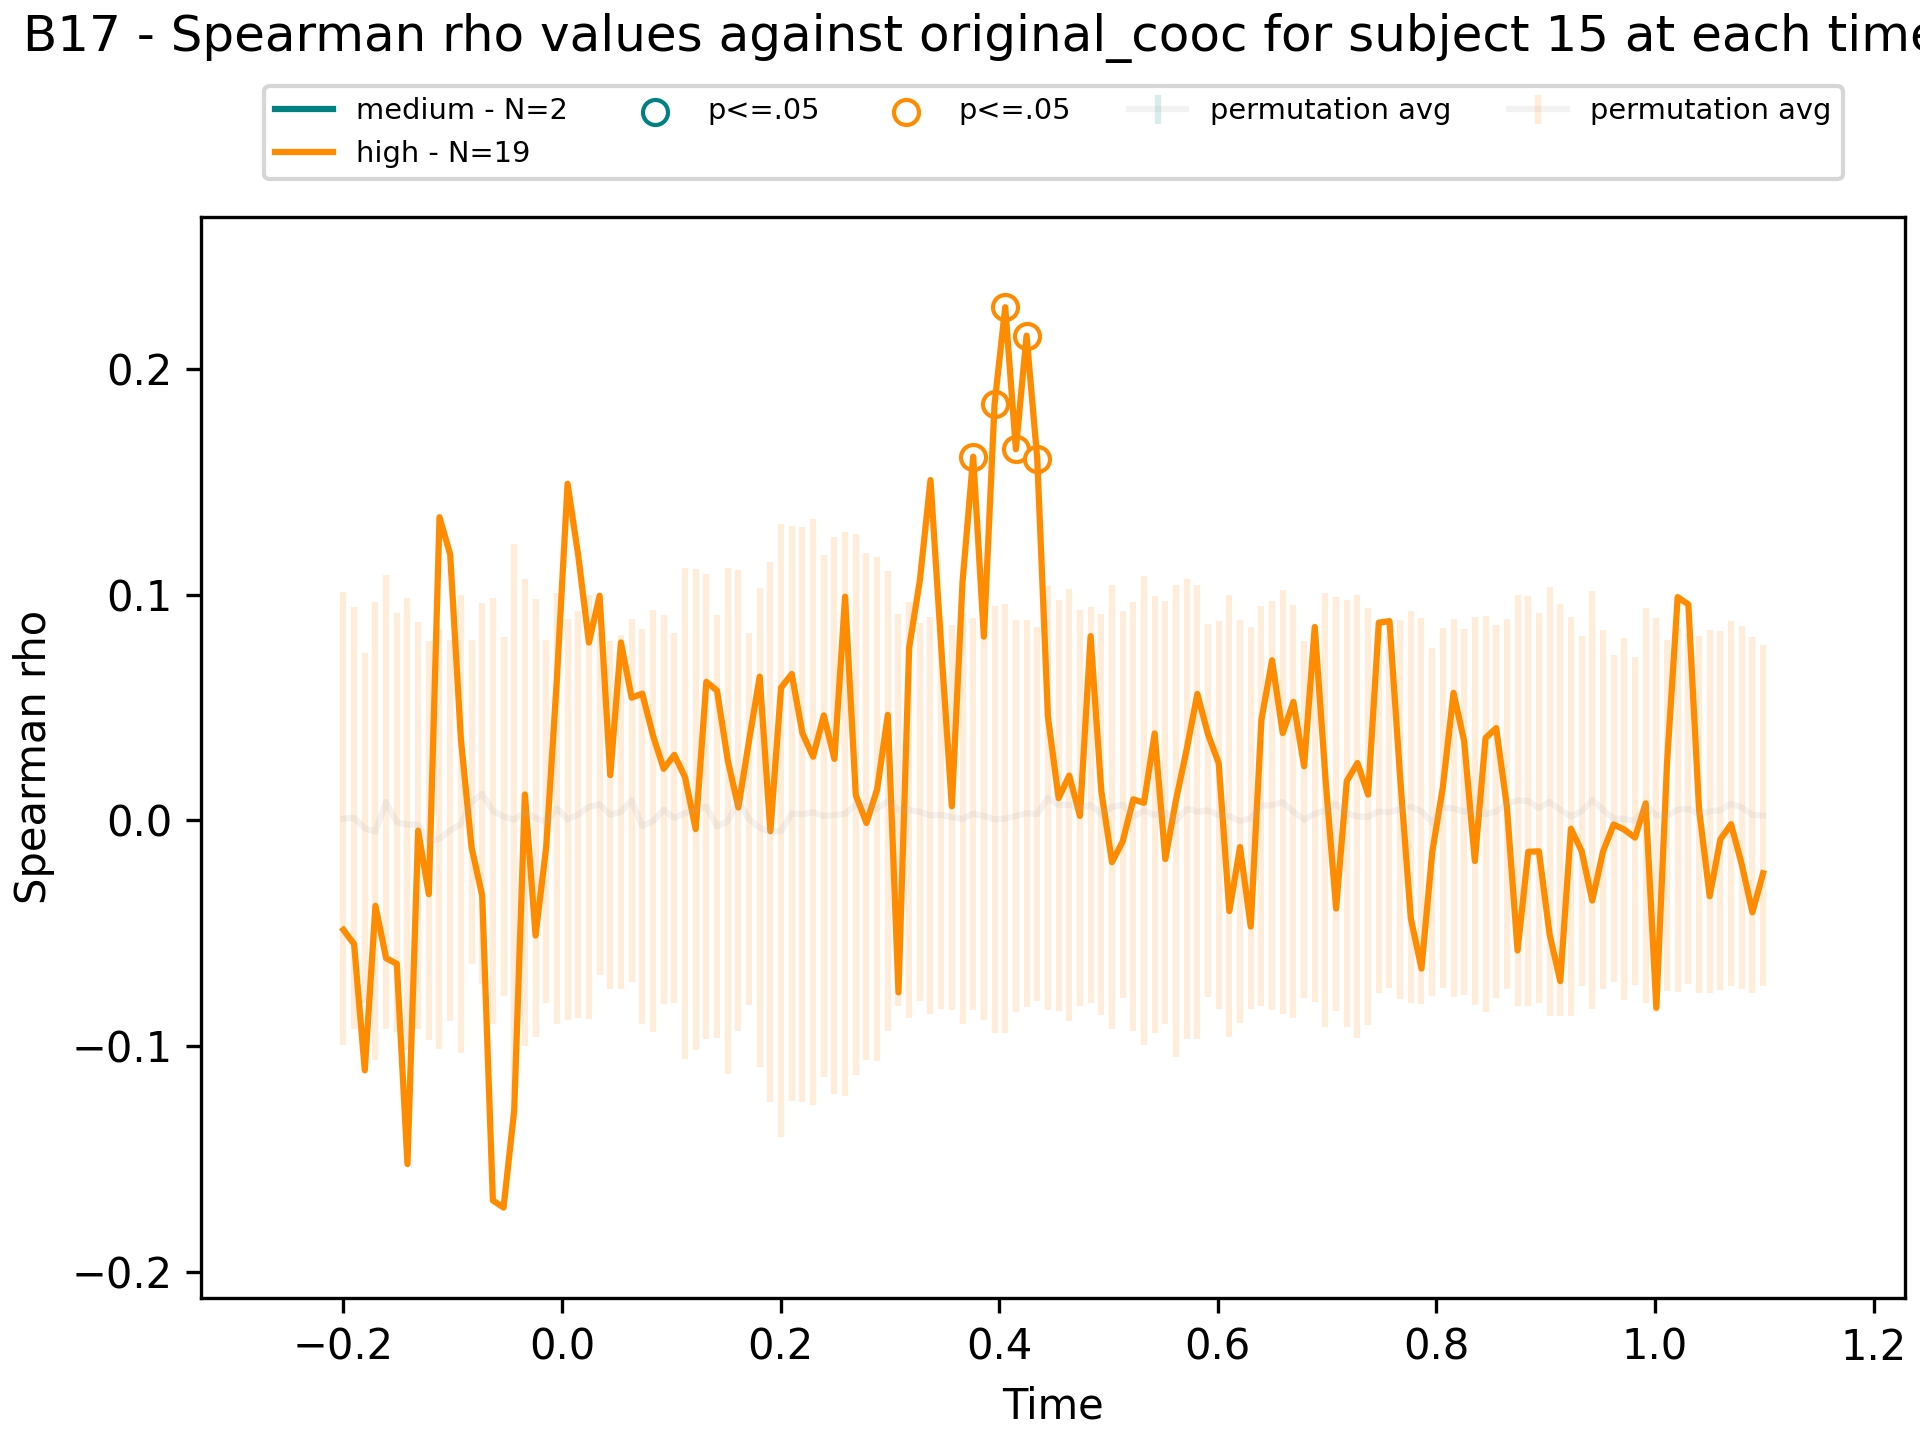 B17 - Spearman rho values against original_cooc for subject 15 at each time
medium - N=2
high - N=19
p<=.05
p<=.05
permutation avg
permutation avg
Spearman rho
0.2
0.1
0.0
−0.1
−0.2
−0.2 0.0 0.2 0.4 0.6 0.8 1.0 1.2
Time